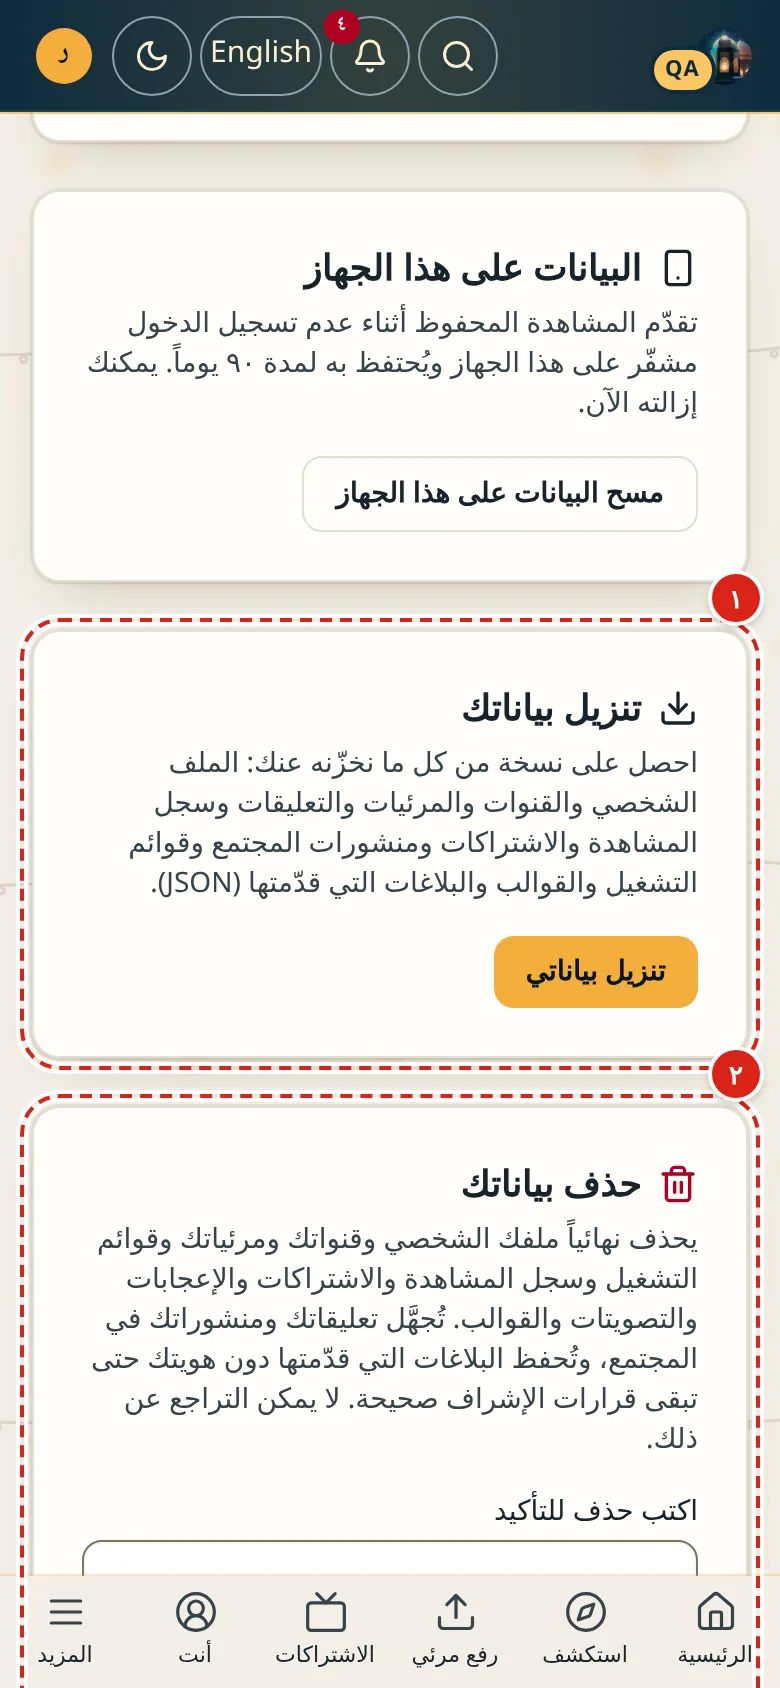 QA
٤
English
ر
البيانات على هذا الجهاز
تقدّم المشاهدة المحفوظ أثناء عدم تسجيل الدخول
مشفّر على هذا الجهاز ويُحتفظ به لمدة ٩٠ يوماً. يمكنك
إزالته الآن.
مسح البيانات على هذا الجهاز
١
تنزيل بياناتك
احصل على نسخة من كل ما نخزّنه عنك: الملف
الشخصي والقنوات والمرئيات والتعليقات وسجل
المشاهدة والاشتراكات ومنشورات المجتمع وقوائم
التشغيل والقوالب والبلاغات التي قدّمتها (JSON).
تنزيل بياناتي
٢
حذف بياناتك
يحذف نهائياً ملفك الشخصي وقنواتك ومرئياتك وقوائم
التشغيل وسجل المشاهدة والاشتراكات والإعجابات
والتصويتات والقوالب. تُجهَّل تعليقاتك ومنشوراتك في
المجتمع، وتُحفظ البلاغات التي قدّمتها دون هويتك حتى
تبقى قرارات الإشراف صحيحة. لا يمكن التراجع عن
ذلك.
اكتب حذف للتأكيد
الرئيسية
استكشف
رفع مرئي
الاشتراكات
أنت
المزيد